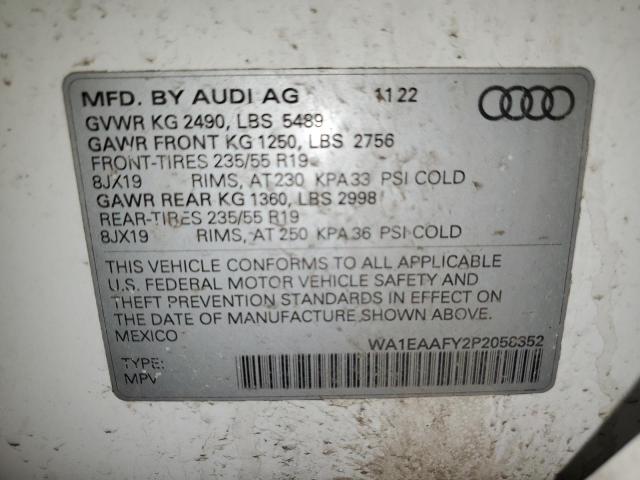 MFD. BY AUDI AG 11 22
GVWR KG 2490, LBS 5489
GAWR FRONT KG 1250, LBS 2756
FRONT-TIRES 235/55 R19
8JX19 RIMS, AT 230 KPA 33 PSI COLD
GAWR REAR KG 1360, LBS 2998
REAR-TIRES 235/55 R19
8JX19 RIMS, AT 250 KPA 36 PSI COLD
THIS VEHICLE CONFORMS TO ALL APPLICABLE
U.S. FEDERAL MOTOR VEHICLE SAFETY AND
THEFT PREVENTION STANDARDS IN EFFECT ON
THE DATE OF MANUFACTURE SHOWN ABOVE.
MEXICO
WA1EAAFY2P2056352
TYPE:
MPV